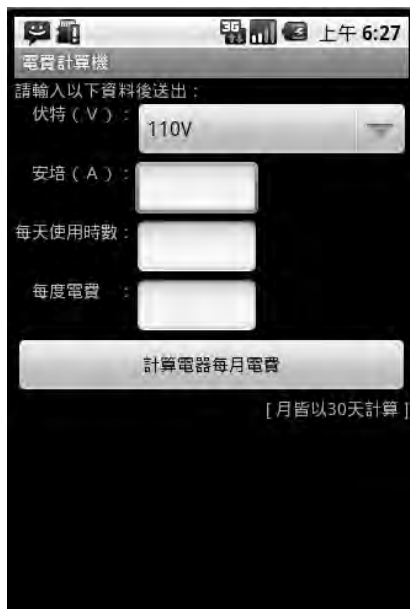 3G 上午 6:27
電費計算機
請輸入以下資料後送出：
伏特（V）：
110V
安培（A）：
每天使用時數：
每度電費 ：
計算電器每月電費
[ 月皆以30天計算 ]